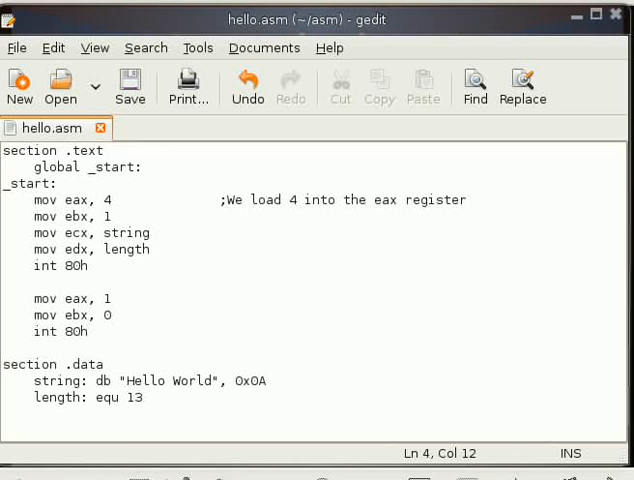 hello.asm (~/asm) - gedit
File Edit View Search Tools Documents Help
New Open Save Print... Undo Redo Cut Copy Paste Find Replace
hello.asm
section .text
    global _start:
_start:
    mov eax, 4              ;We load 4 into the eax register
    mov ebx, 1
    mov ecx, string
    mov edx, length
    int 80h
    mov eax, 1
    mov ebx, 0
    int 80h
section .data
    string: db "Hello World", 0x0A
    length: equ 13
Ln 4, Col 12 INS